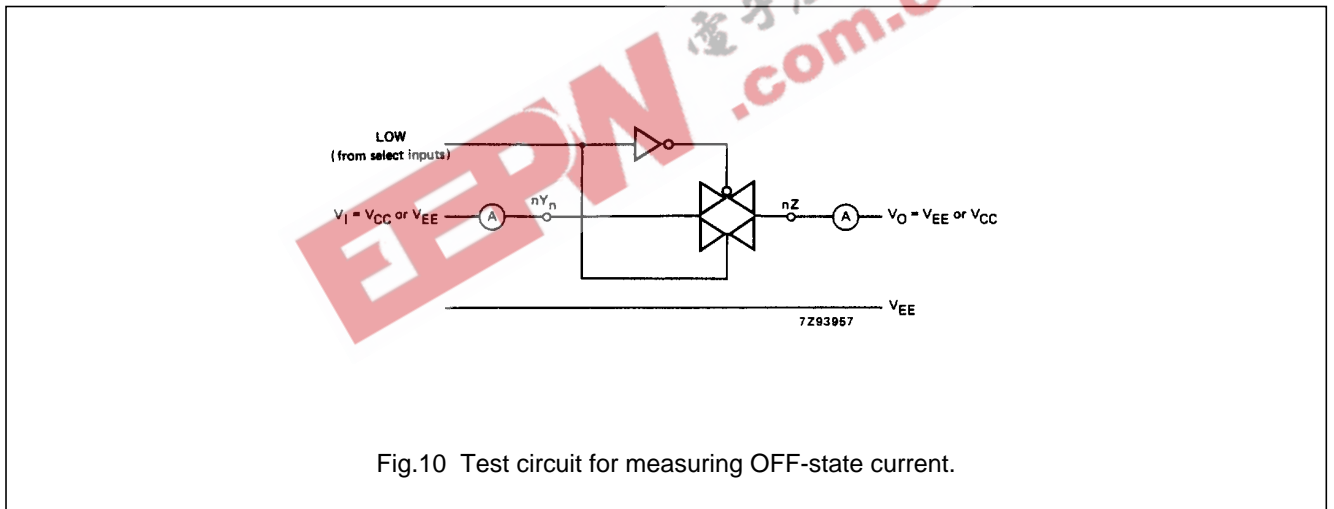 com.c
EEPW
LOW
(from select inputs)
V_I = V_CC or V_EE
A
nY_n
nZ
A
V_O = V_EE or V_CC
V_EE
7Z93957
Fig.10 Test circuit for measuring OFF-state current.